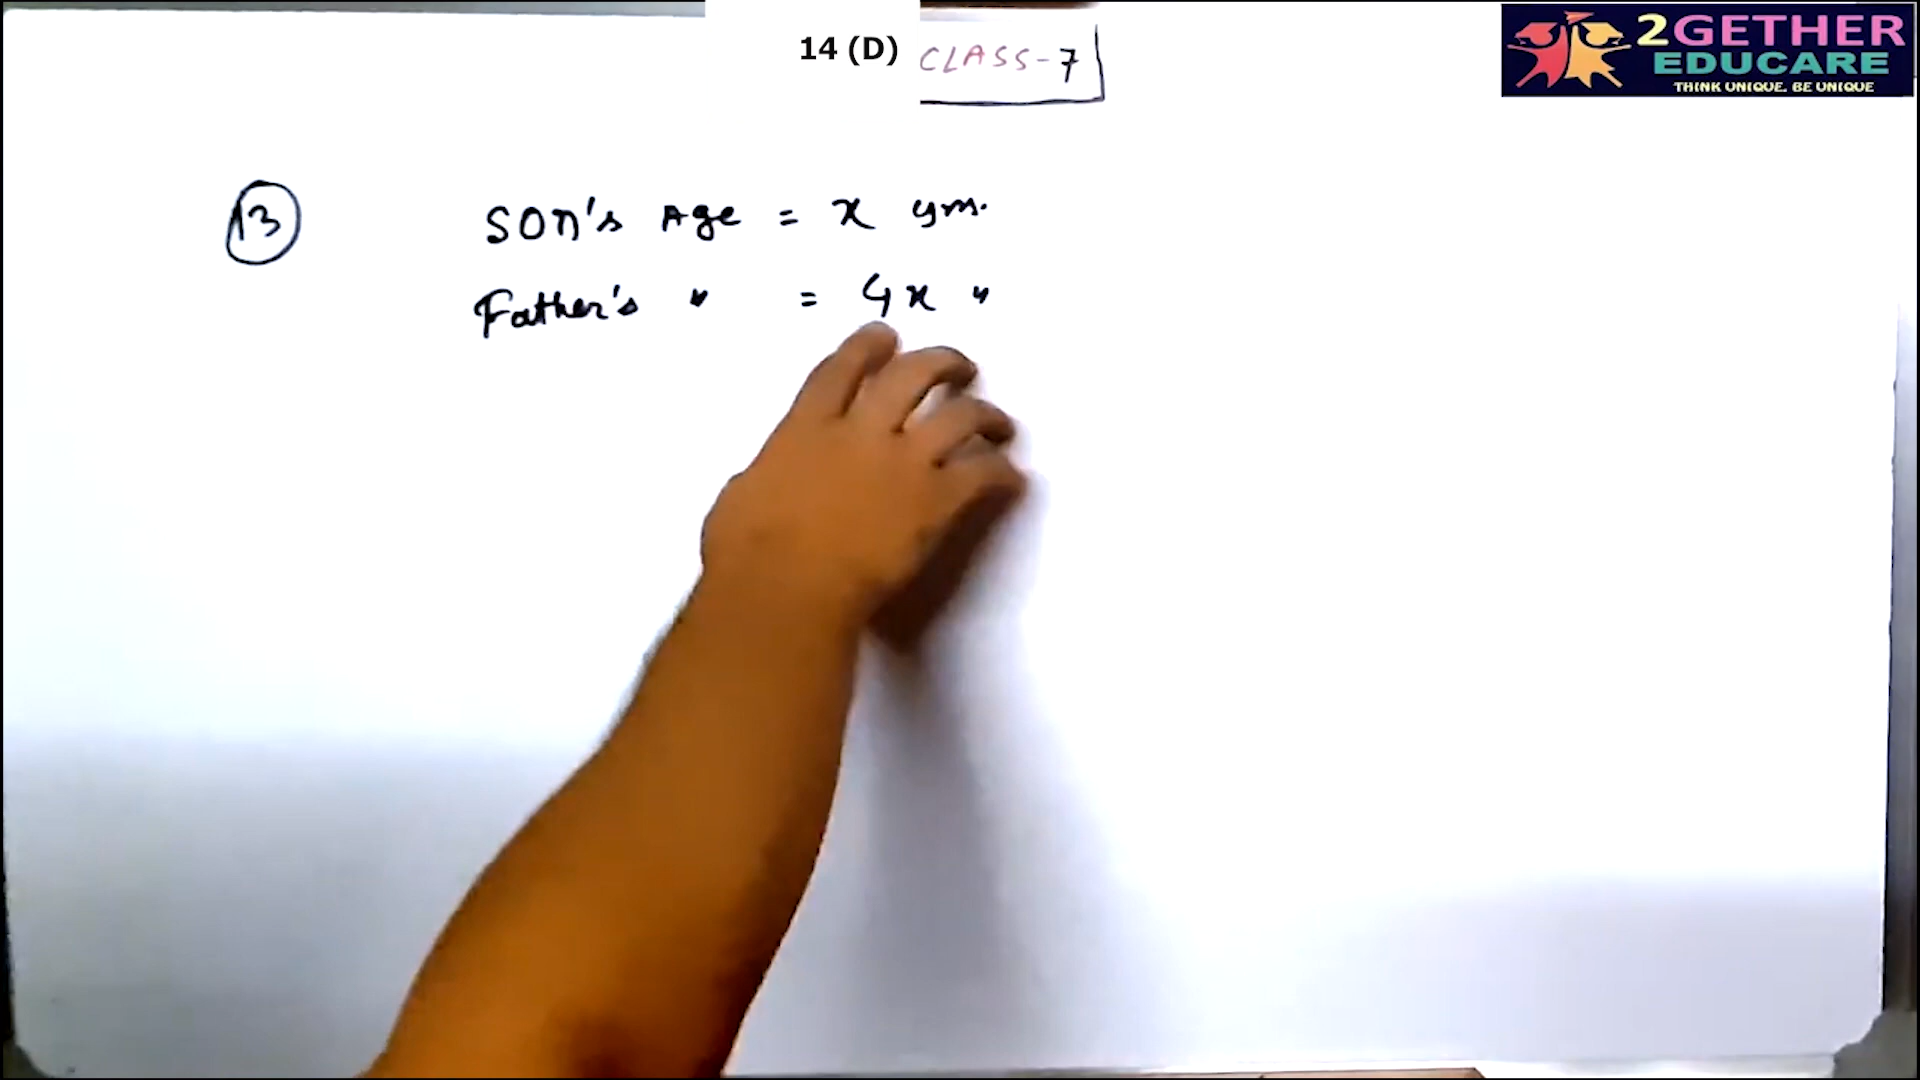 14 (D) CLASS-7
2GETHER
EDUCARE
THINK UNIQUE. BE UNIQUE
13
SON's Age = x yrs.
Father's " = 4x "